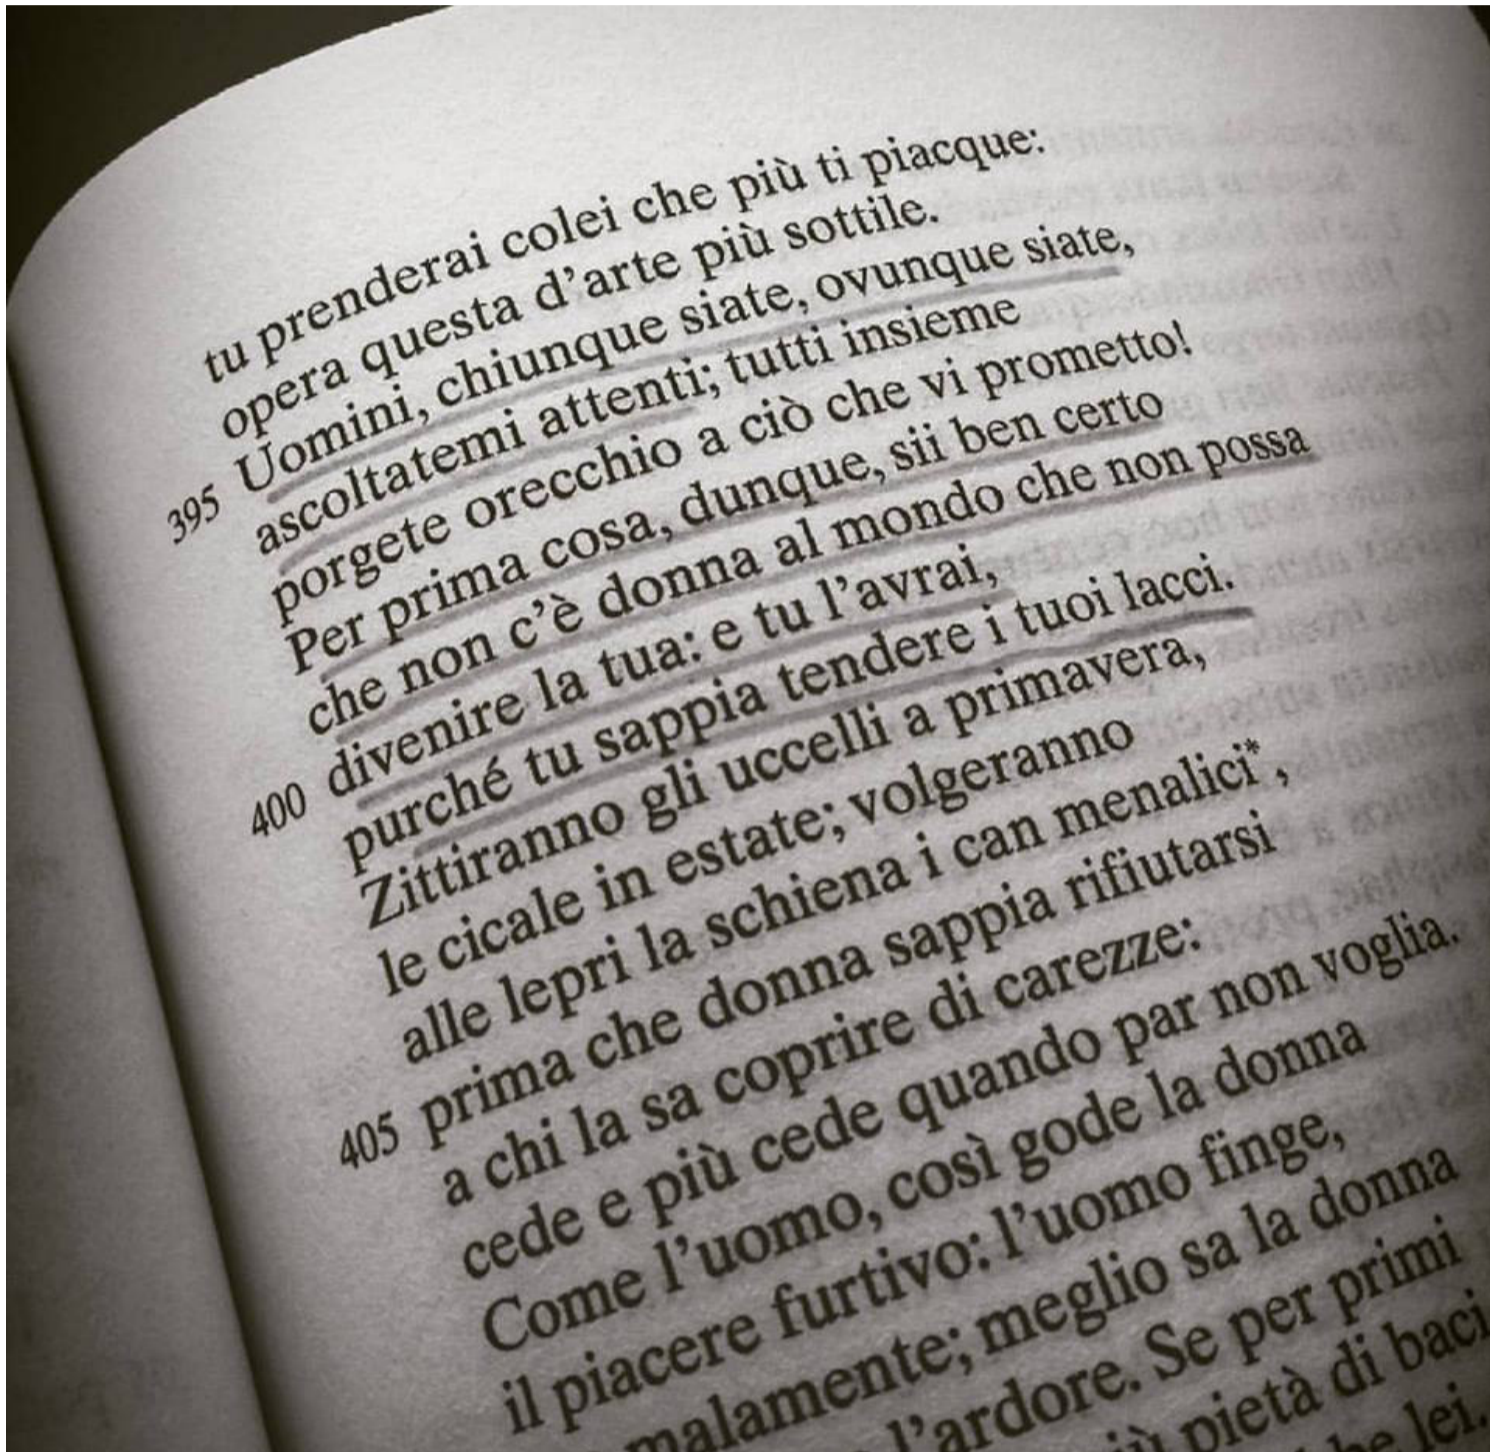 tu prenderai colei che più ti piacque:
opera questa d'arte più sottile.
395 Uomini, chiunque siate, ovunque siate,
ascoltatemi attenti; tutti insieme
porgete orecchio a ciò che vi prometto!
Per prima cosa, dunque, sii ben certo
che non c'è donna al mondo che non possa
400 divenire la tua: e tu l'avrai,
purché tu sappia tendere i tuoi lacci.
Zittiranno gli uccelli a primavera,
le cicale in estate; volgeranno
alle lepri la schiena i can menalici*,
405 prima che donna sappia rifiutarsi
a chi la sa coprire di carezze:
cede e più cede quando par non voglia.
Come l'uomo, così gode la donna
il piacere furtivo: l'uomo finge,
malamente; meglio sa la donna
l'ardore. Se per primi
pietà di baci
lei.